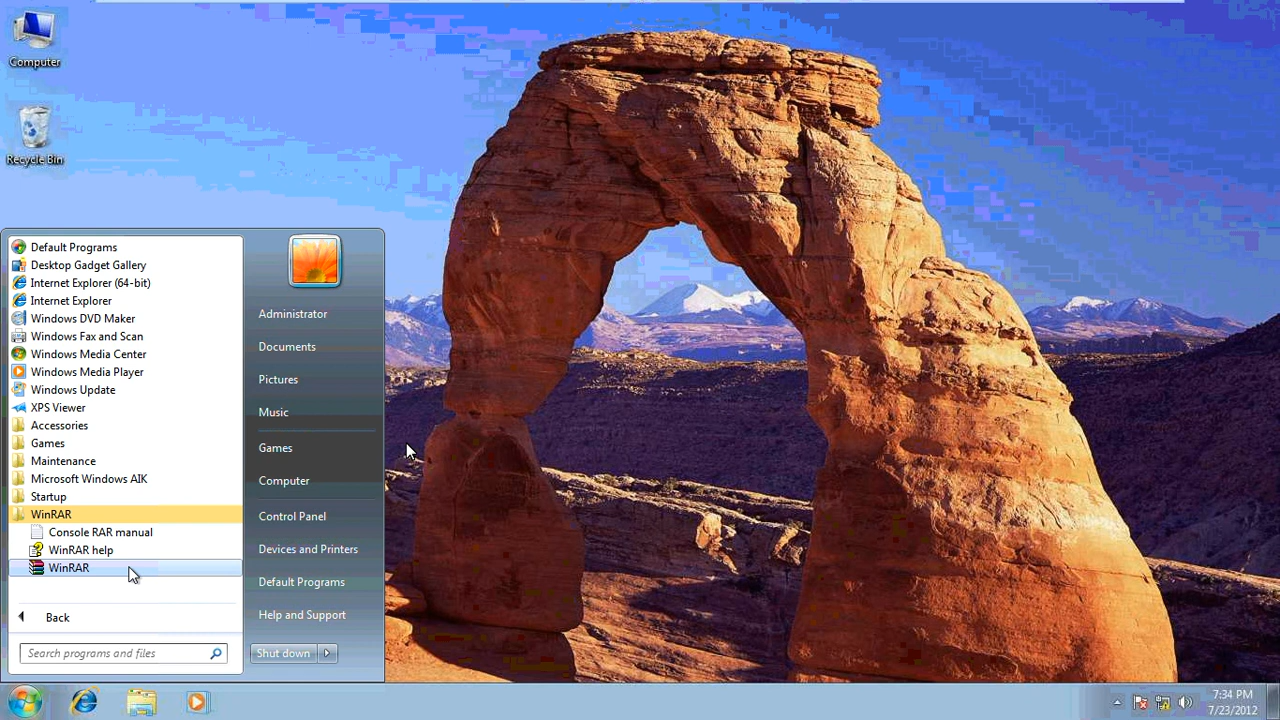 Computer
Recycle Bin
Default Programs
Desktop Gadget Gallery
Internet Explorer (64-bit)
Internet Explorer
Windows DVD Maker
Windows Fax and Scan
Windows Media Center
Windows Media Player
Windows Update
XPS Viewer
Accessories
Games
Maintenance
Microsoft Windows AIK
Startup
WinRAR
Console RAR manual
WinRAR help
WinRAR
Back
Search programs and files
Administrator
Documents
Pictures
Music
Games
Computer
Control Panel
Devices and Printers
Default Programs
Help and Support
Shut down
7:34 PM
7/23/2012